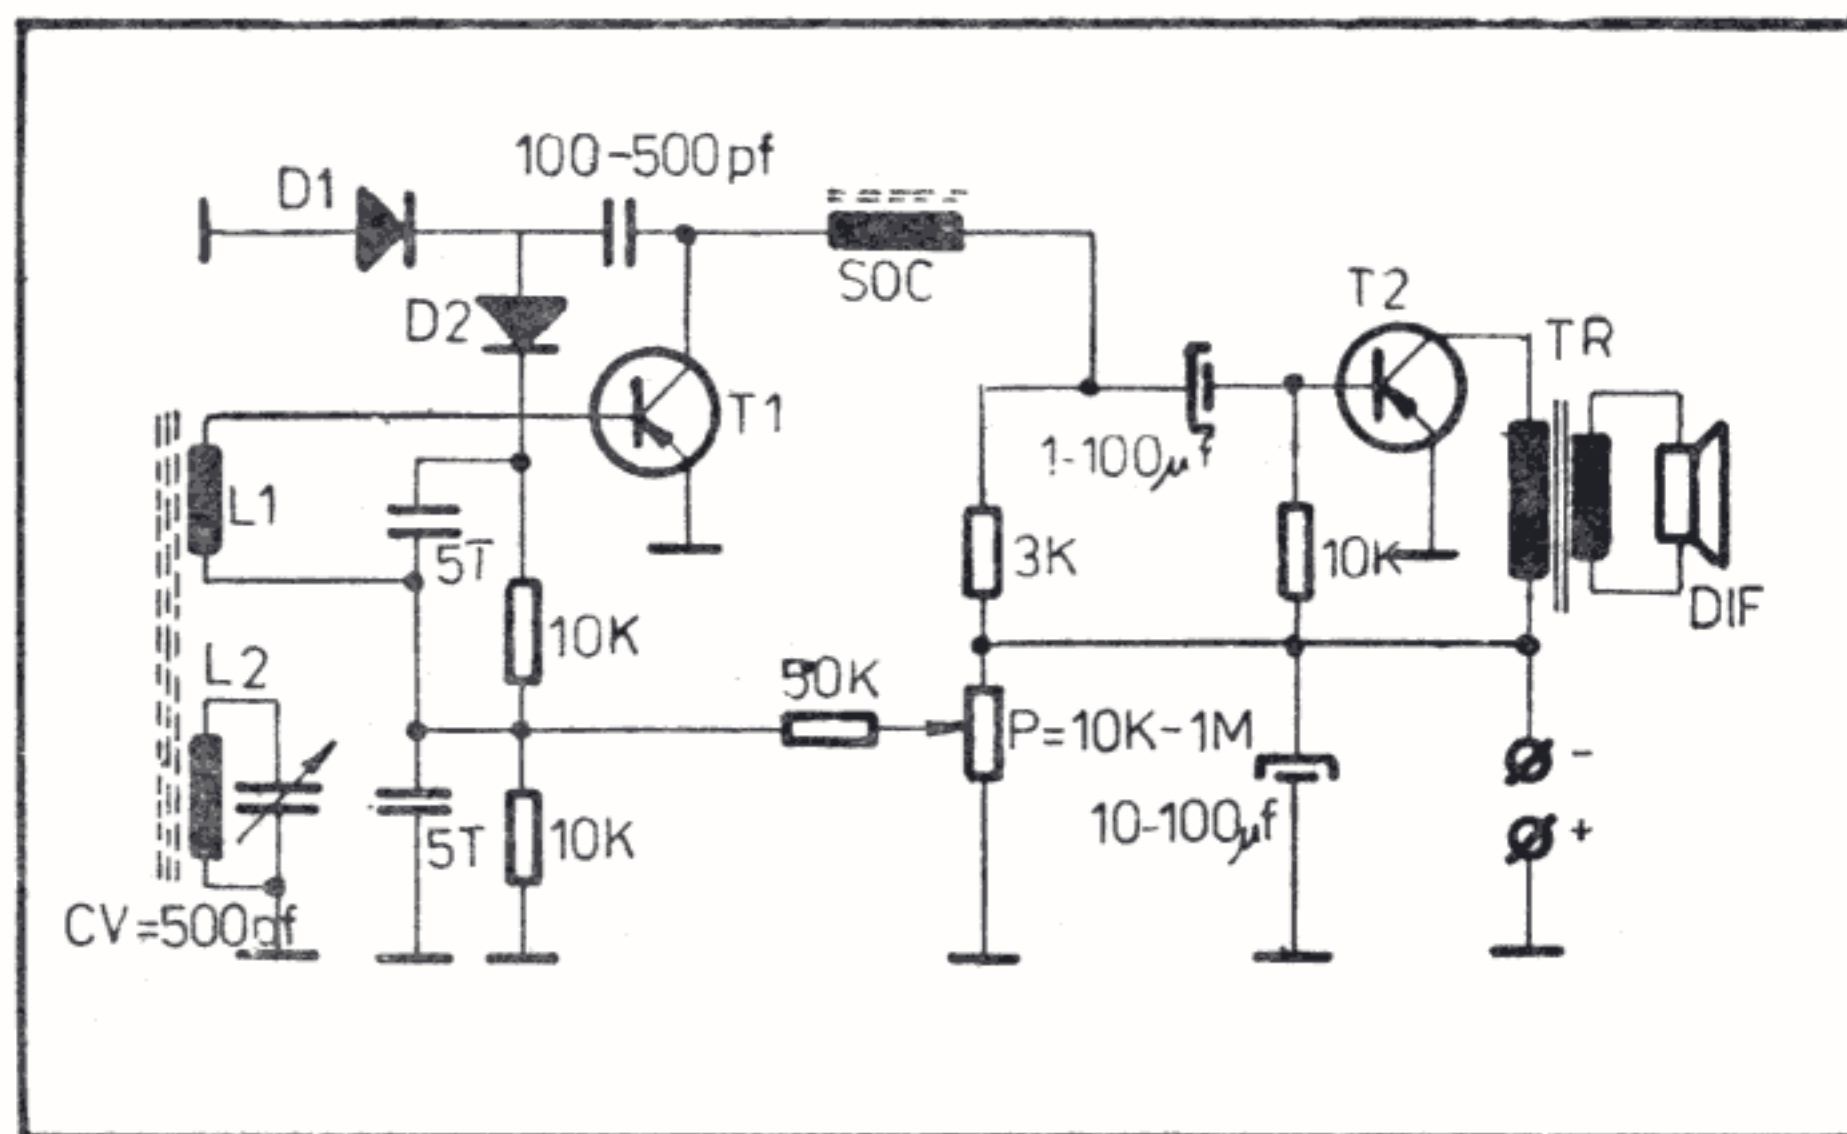 100-500pf
D1
SOC
D2
T2
TR
T1
1-100µf
L1
5T
3K
10K
DIF
10K
L2
50K
P=10K-1M
-
10-100µf
+
5T
10K
CV=500pf